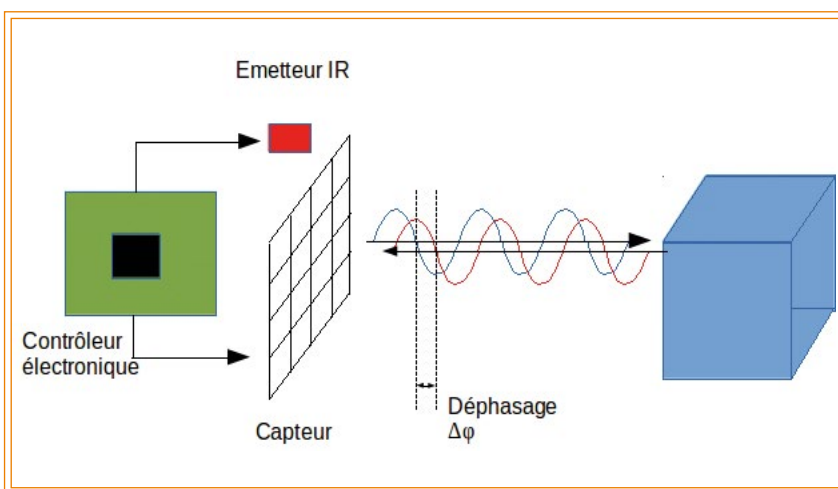 Emetteur IR
Contrôleur
électronique
Capteur
Déphasage
Δφ